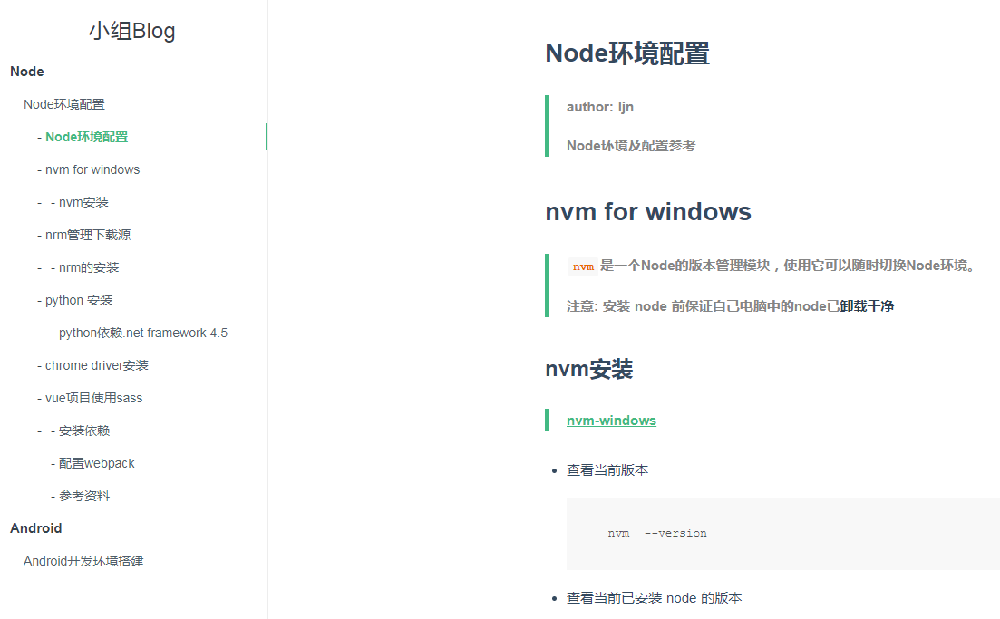 小组Blog
Node
Node环境配置
- Node环境配置
- nvm for windows
- - nvm安装
- nrm管理下载源
- - nrm的安装
- python 安装
- - python依赖.net framework 4.5
- chrome driver安装
- vue项目使用sass
- - 安装依赖
- 配置webpack
- 参考资料
Android
Android开发环境搭建
Node环境配置
author: ljn
Node环境及配置参考
nvm for windows
nvm 是一个Node的版本管理模块，使用它可以随时切换Node环境。
注意: 安装 node 前保证自己电脑中的node已卸载干净
nvm安装
nvm-windows
• 查看当前版本
nvm --version
• 查看当前已安装 node 的版本